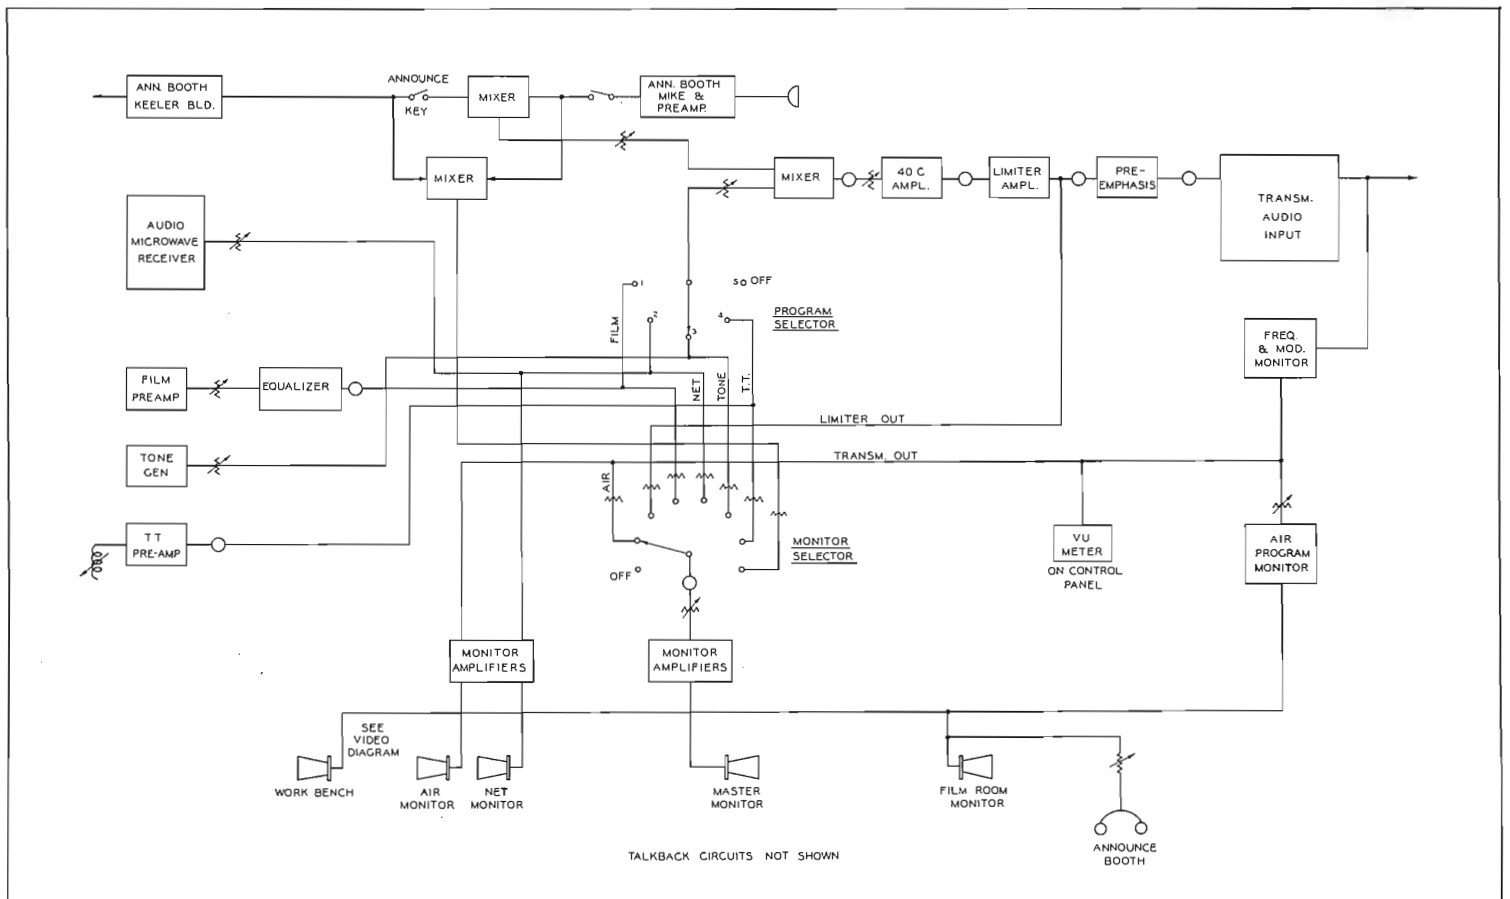 ANN. BOOTH
KEELER BLD.
ANNOUNCE
KEY
MIXER
ANN. BOOTH
MIKE &
PREAMP.
MIXER
MIXER
40 C
AMPL.
LIMITER
AMPL.
PRE-
EMPHASIS
TRANSM.
AUDIO
INPUT
AUDIO
MICROWAVE
RECEIVER
1
5 OFF
FILM
2
4
3
PROGRAM
SELECTOR
FREQ.
& MOD.
MONITOR
FILM
PREAMP
EQUALIZER
NET
TONE
T.T.
LIMITER OUT
TONE
GEN
TRANSM. OUT
AIR
TT
PRE-AMP
MONITOR
SELECTOR
OFF
VU
METER
ON CONTROL
PANEL
AIR
PROGRAM
MONITOR
MONITOR
AMPLIFIERS
MONITOR
AMPLIFIERS
SEE
VIDEO
DIAGRAM
WORK BENCH
AIR
MONITOR
NET
MONITOR
MASTER
MONITOR
FILM ROOM
MONITOR
ANNOUNCE
BOOTH
TALKBACK CIRCUITS NOT SHOWN